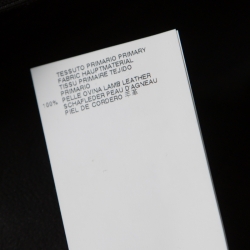 TESSUTO PRIMARIO PRIMARY
FABRIC HAUPTMATERIAL
TISSU PRIMAIRE TEJIDO
PRIMARIO
100% PELLE OVINA LAMB LEATHER
SCHAFLEDER PEAU D'AGNEAU
PIEL DE CORDERO